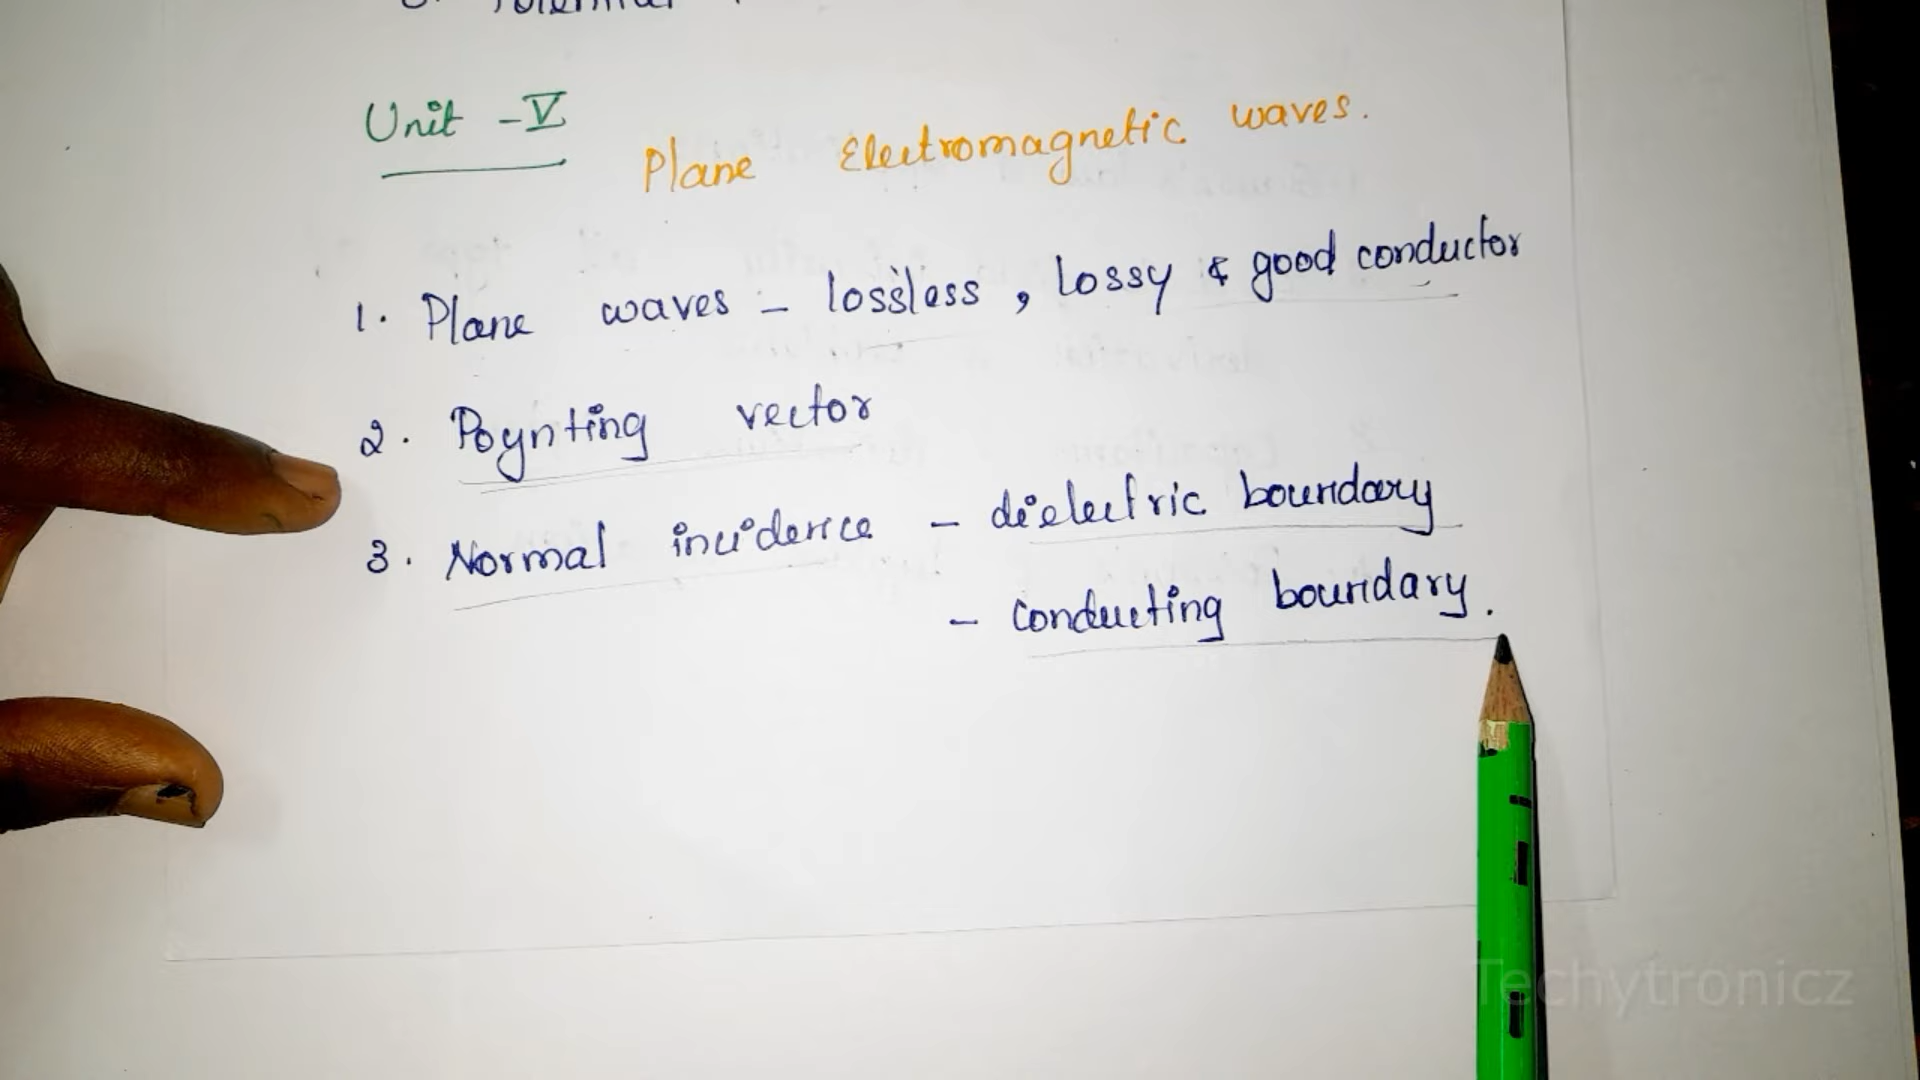 Unit - V
Plane Electromagnetic waves.
1. Plane waves - lossless, lossy & good conductor
2. Poynting vector
3. Normal incidence - dielectric boundary
- conducting boundary.
Techytronicz